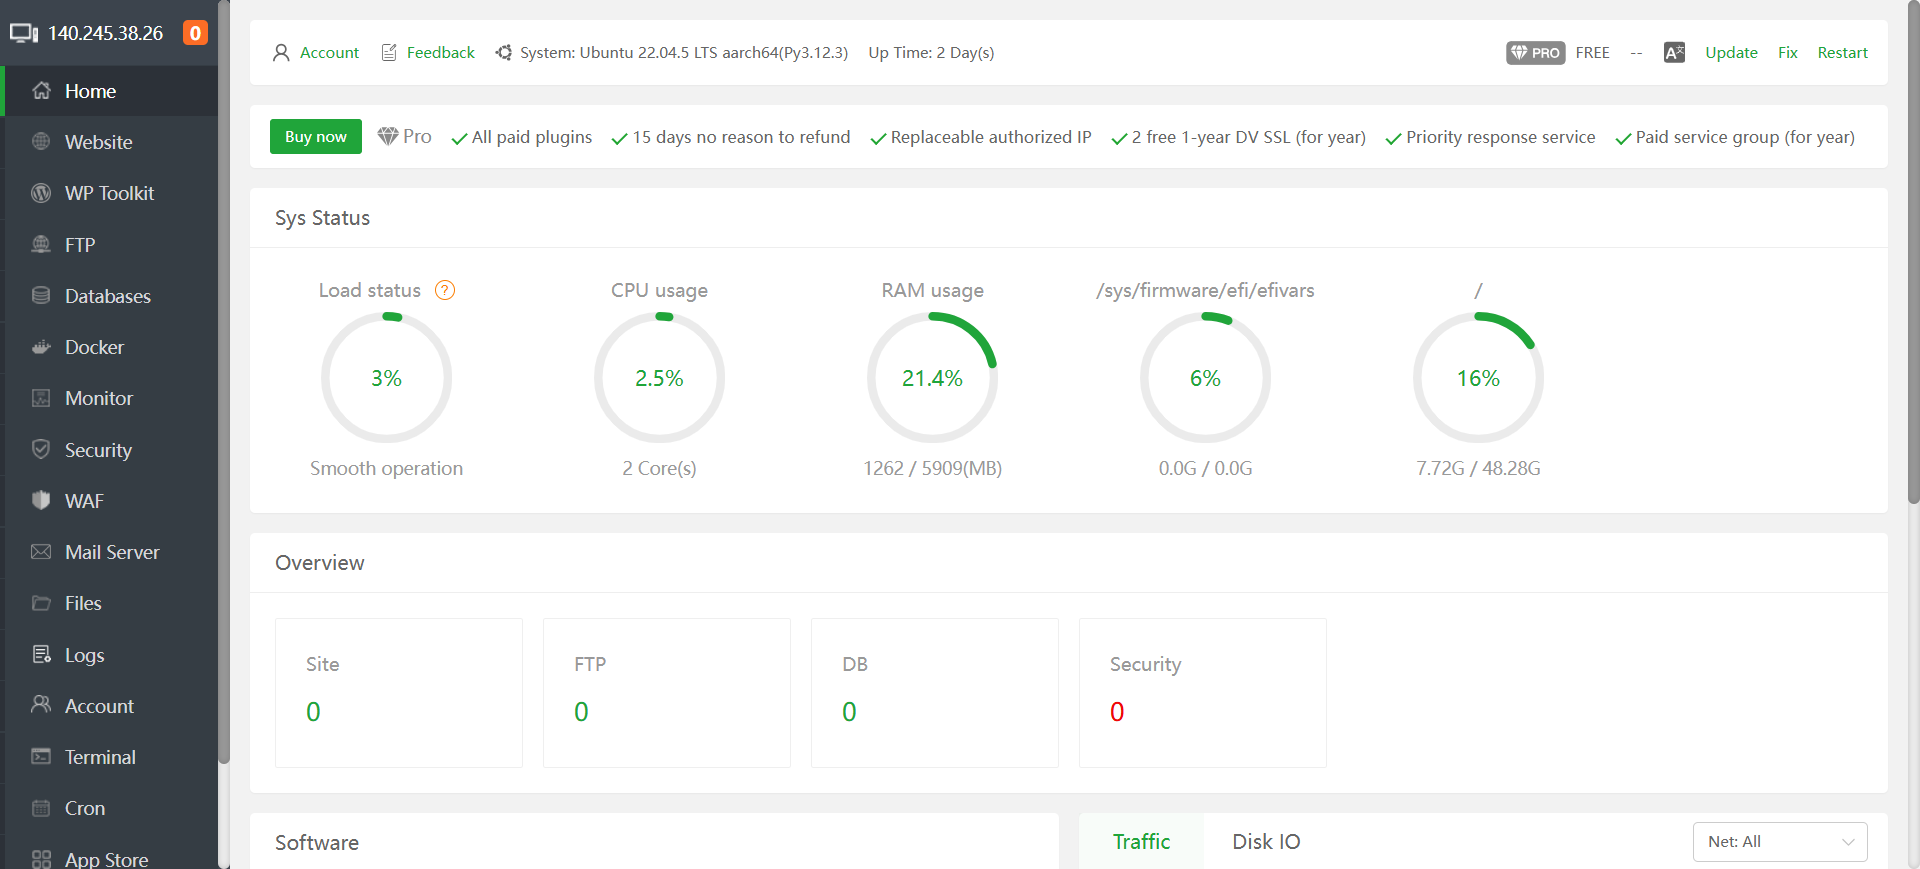 140.245.38.26 0
Home
Website
WP Toolkit
FTP
Databases
Docker
Monitor
Security
WAF
Mail Server
Files
Logs
Account
Terminal
Cron
App Store
Account Feedback System: Ubuntu 22.04.5 LTS aarch64(Py3.12.3) Up Time: 2 Day(s) PRO FREE -- A文 Update Fix Restart
Buy now Pro All paid plugins 15 days no reason to refund Replaceable authorized IP 2 free 1-year DV SSL (for year) Priority response service Paid service group (for year)
Sys Status
Load status ? CPU usage RAM usage /sys/firmware/efi/efivars /
3% 2.5% 21.4% 6% 16%
Smooth operation 2 Core(s) 1262 / 5909(MB) 0.0G / 0.0G 7.72G / 48.28G
Overview
Site FTP DB Security
0 0 0 0
Software Traffic Disk IO Net: All